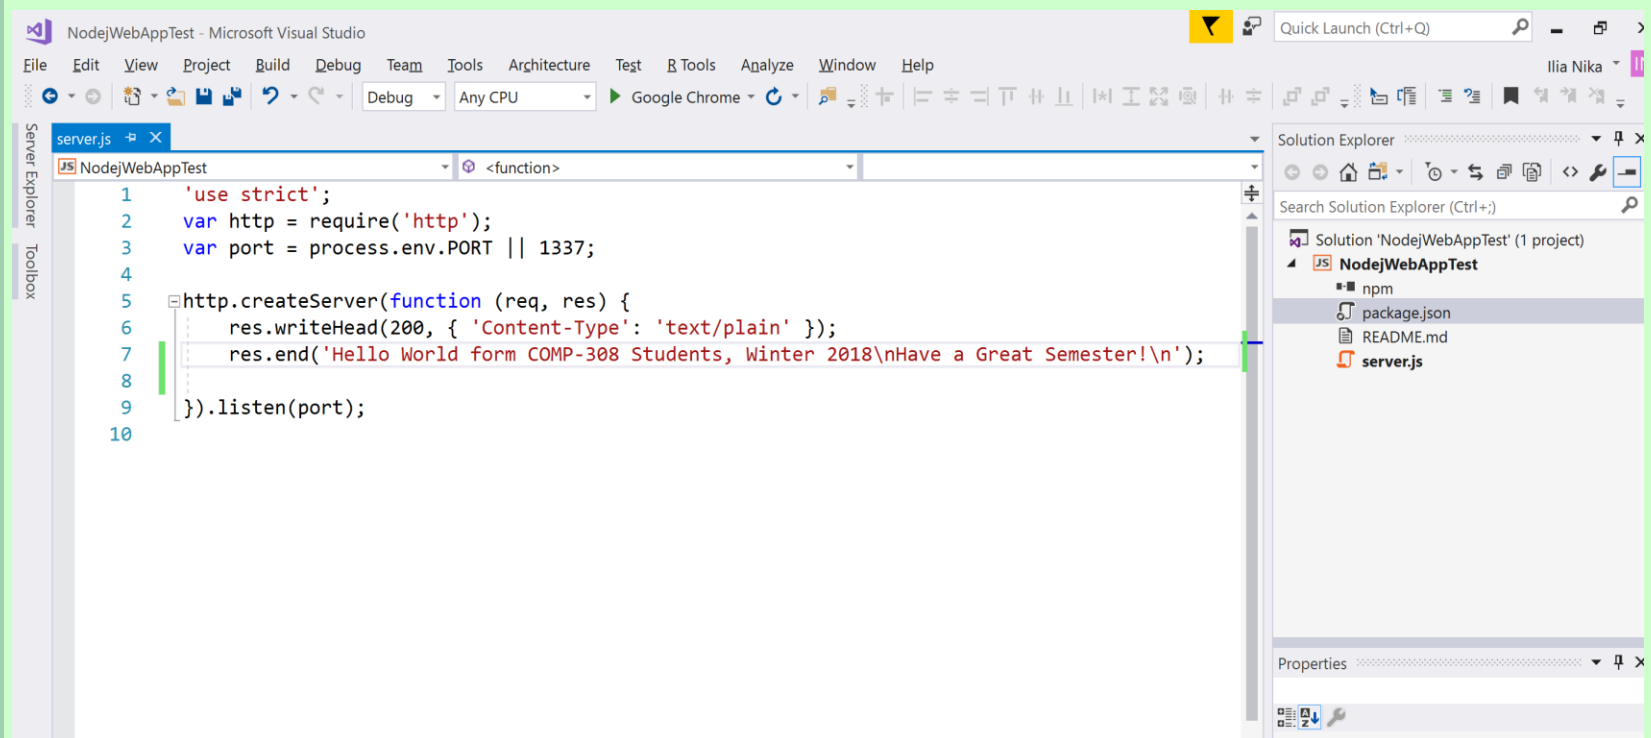 NodejWebAppTest - Microsoft Visual Studio
Quick Launch (Ctrl+Q)
File Edit View Project Build Debug Team Tools Architecture Test R Tools Analyze Window Help
Ilia Nika
Debug Any CPU Google Chrome
Server Explorer
Toolbox
server.js
NodejWebAppTest
<function>
1 'use strict';
2 var http = require('http');
3 var port = process.env.PORT || 1337;
4
5 http.createServer(function (req, res) {
6 res.writeHead(200, { 'Content-Type': 'text/plain' });
7 res.end('Hello World form COMP-308 Students, Winter 2018\nHave a Great Semester!\n');
8
9 }).listen(port);
10
Solution Explorer
Search Solution Explorer (Ctrl+;)
Solution 'NodejWebAppTest' (1 project)
JS NodejWebAppTest
npm
package.json
README.md
server.js
Properties